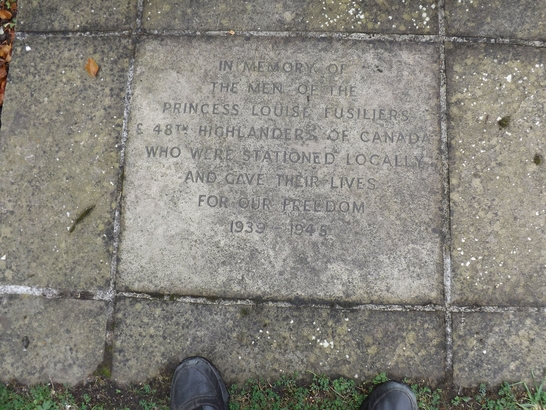 IN MEMORY OF
THE MEN OF THE
PRINCESS LOUISE FUSILIERS
& 48TH HIGHLANDERS OF CANADA
WHO WERE STATIONED LOCALLY
AND GAVE THEIR LIVES
FOR OUR FREEDOM
1939 - 1945